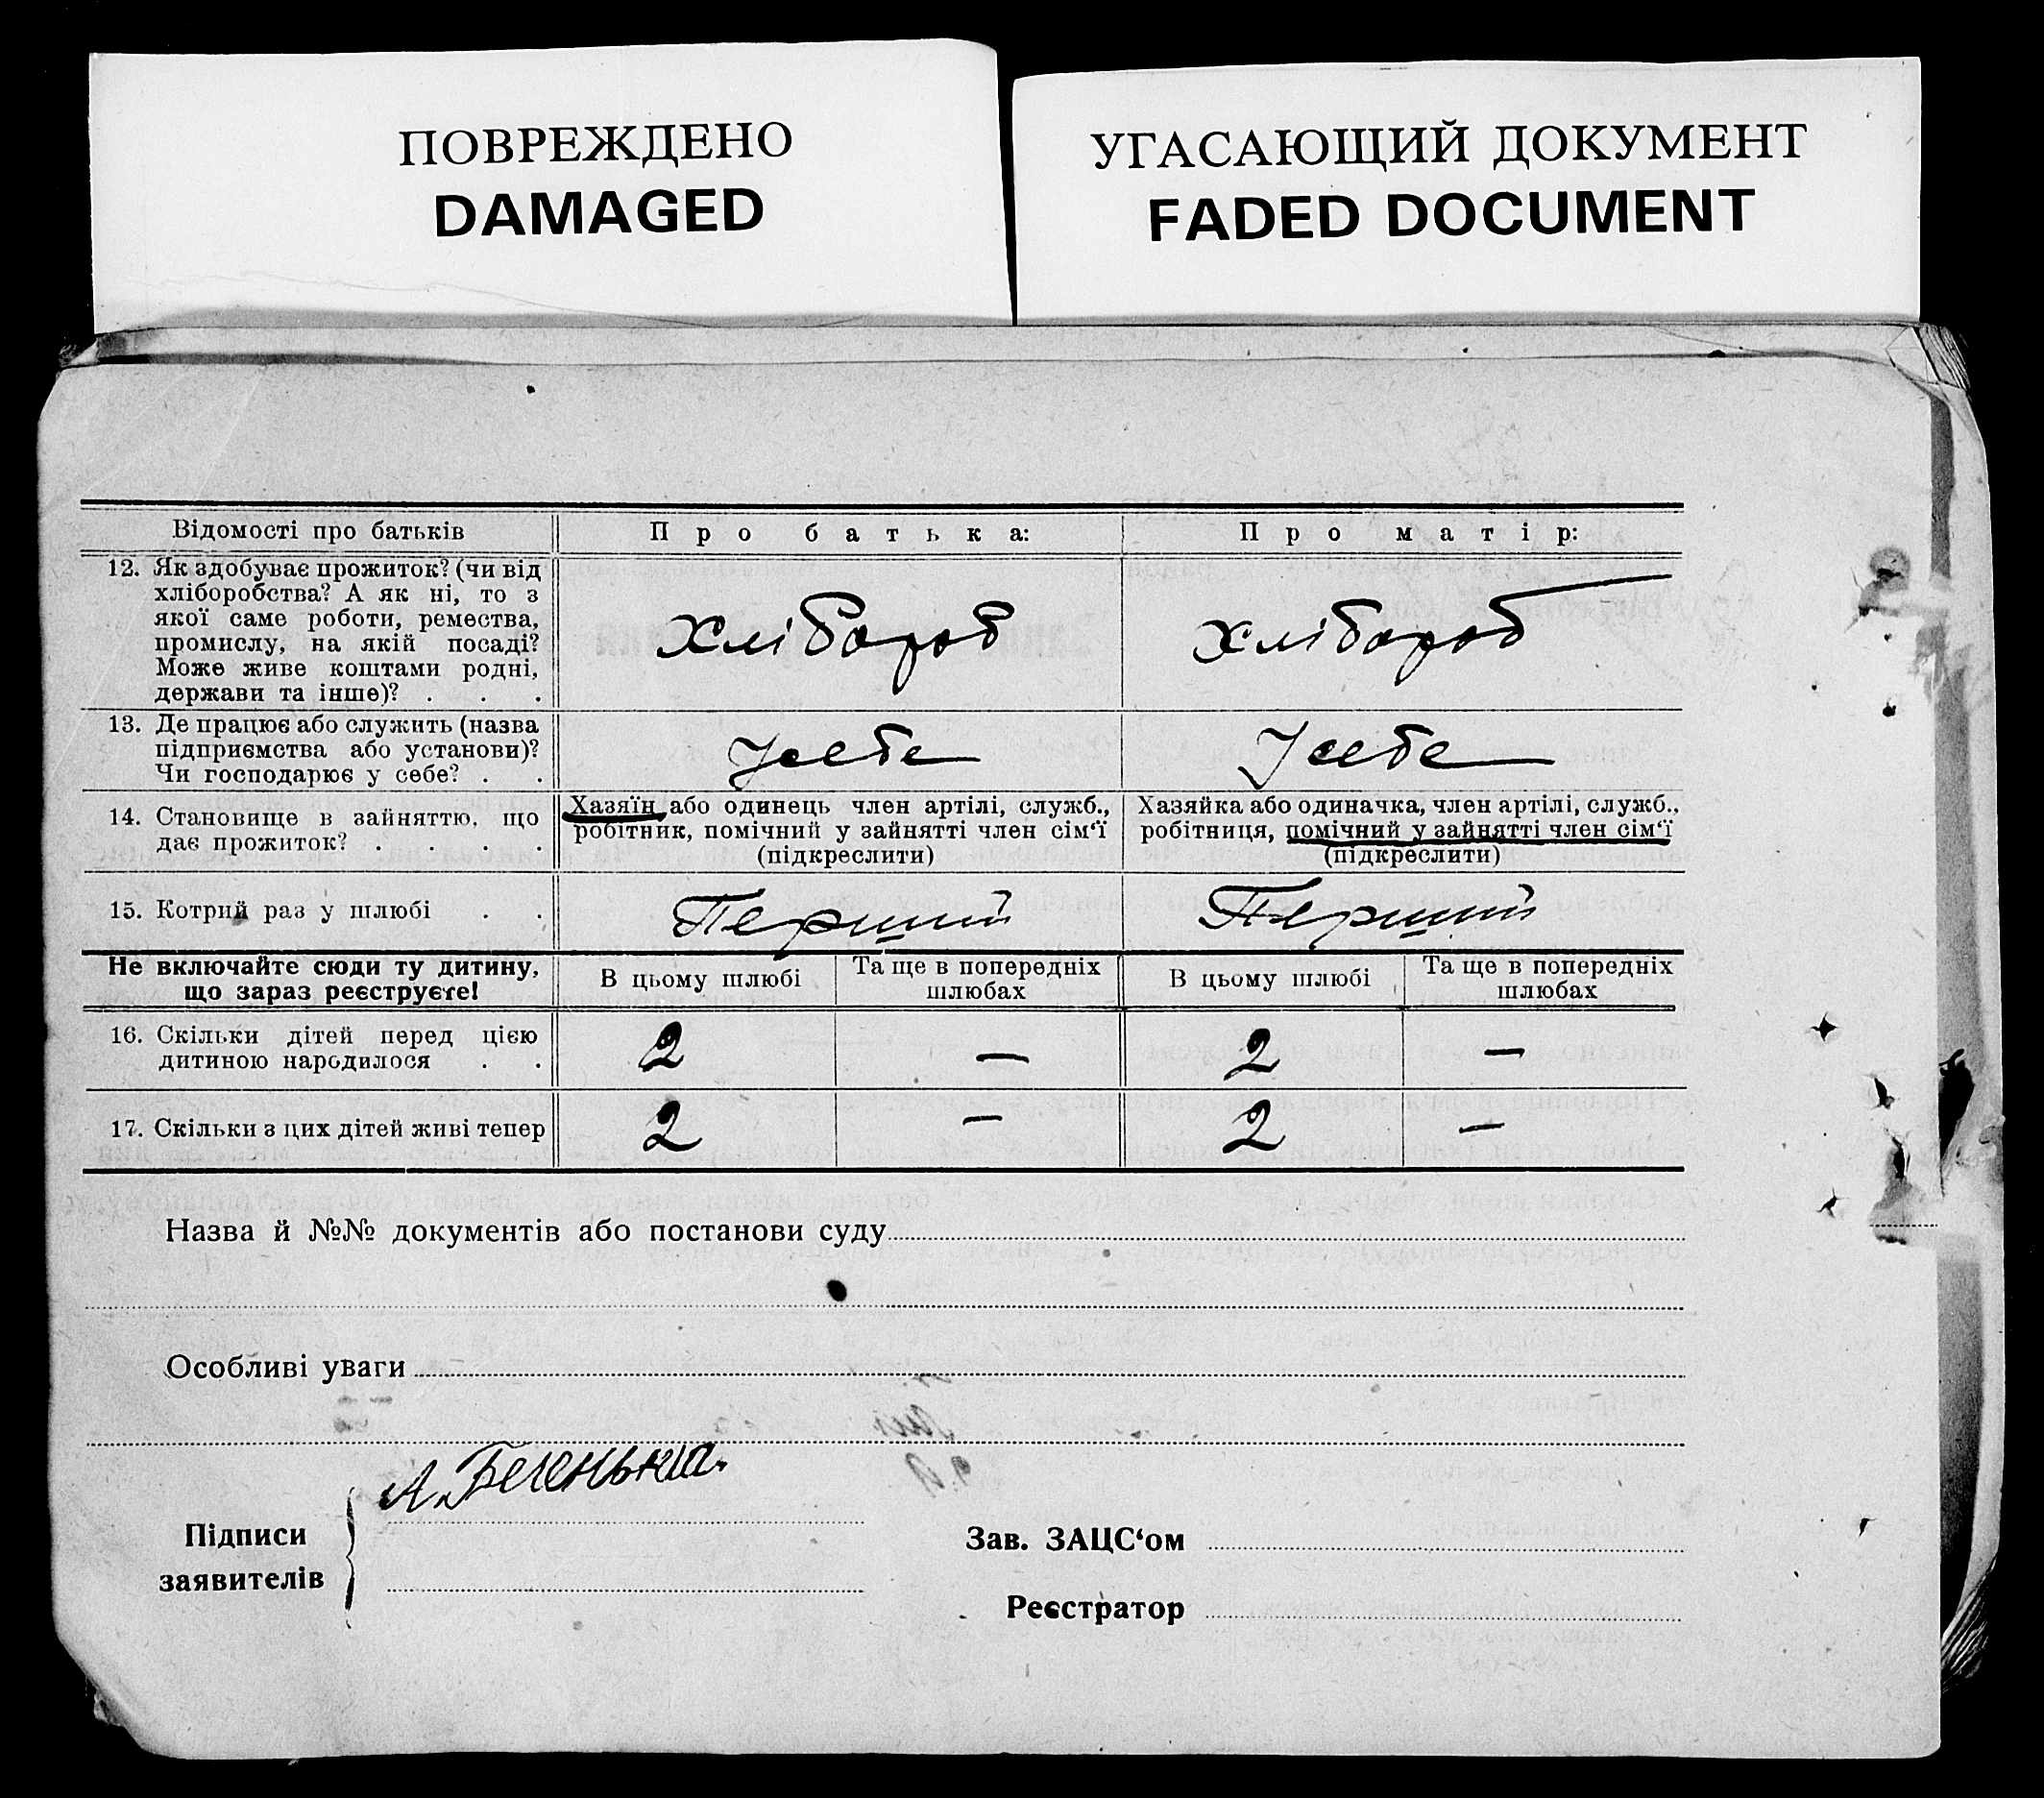 ПОВРЕЖДЕНО
DAMAGED
УГАСАЮЩИЙ ДОКУМЕНТ
FADED DOCUMENT
Відомості про батьків
Про батька:
Про матір:
12. Як здобуває прожиток? (чи від
хліборобства? А як ні, то з
якої саме роботи, ремества,
промислу, на якій посаді?
Може живе коштами родні,
держави та інше)? . . .
Хлібороб
Хлібороб
13. Де працює або служить (назва
підприємства або установи)?
Чи господарює у себе? . .
Усебе
Усебе
14. Становище в зайняттю, що
дає прожиток? . . . .
Хазяїн або одинець член артілі, служб.,
робітник, помічний у зайнятті член сім‘ї
(підкреслити)
Хазяйка або одиначка, член артілі, служб.,
робітниця, помічний у зайнятті член сім‘ї
(підкреслити)
15. Котрий раз у шлюбі . .
Перший
Перший
Не включайте сюди ту дитину,
що зараз реєструєте!
В цьому шлюбі
Та ще в попередніх
шлюбах
В цьому шлюбі
Та ще в попередніх
шлюбах
16. Скільки дітей перед цією
дитиною народилося . .
2
—
2
—
17. Скільки з цих дітей живі тепер
2
—
2
—
Назва й №№ документів або постанови суду
Особливі уваги
А.
Підписи
заявителів
Зав. ЗАЦС‘ом
Реєстратор